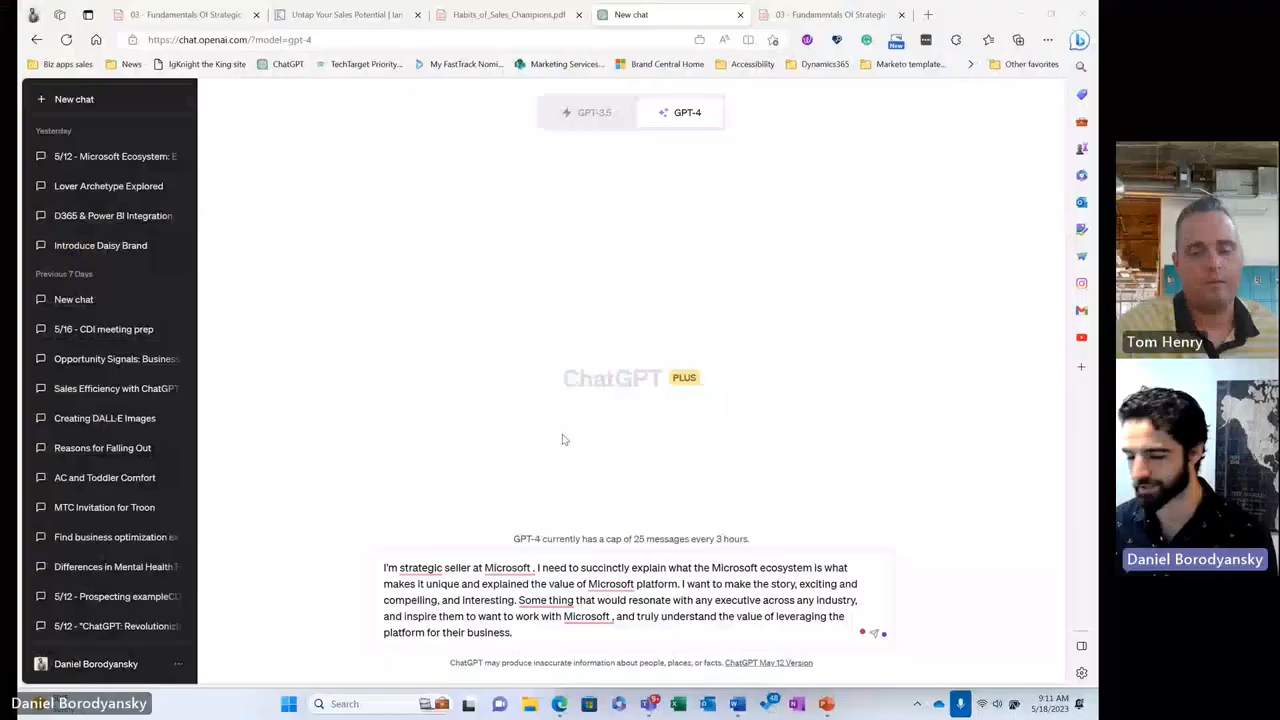 03 - Fundamentals Of Strategic
Untap Your Sales Potential | Ian
Habits_of_Sales_Champions.pdf
New chat
03 - Fundamentals Of Strategic
https://chat.openai.com/?model=gpt-4
New
Biz apps sales
News
IgKnight the King site
ChatGPT
TechTarget Priority...
My FastTrack Nomi...
Marketing Services...
Brand Central Home
Accessibility
Dynamics365
Marketo template...
Other favorites
New chat
Yesterday
5/12 - Microsoft Ecosystem: E
Lover Archetype Explored
D365 & Power BI Integration
Introduce Daisy Brand
Previous 7 Days
New chat
5/16 - CDI meeting prep
Opportunity Signals: Business
Sales Efficiency with ChatGPT
Creating DALL·E Images
Reasons for Falling Out
AC and Toddler Comfort
MTC Invitation for Troon
Find business optimization ex
Differences in Mental Health
5/12 - Prospecting example
5/12 - "ChatGPT: Revolutioniz
Daniel Borodyansky
GPT-3.5
GPT-4
ChatGPT PLUS
GPT-4 currently has a cap of 25 messages every 3 hours.
I'm strategic seller at Microsoft . I need to succinctly explain what the Microsoft ecosystem is what
makes it unique and explained the value of Microsoft platform. I want to make the story, exciting and
compelling, and interesting. Some thing that would resonate with any executive across any industry,
and inspire them to want to work with Microsoft , and truly understand the value of leveraging the
platform for their business.
ChatGPT may produce inaccurate information about people, places, or facts. ChatGPT May 12 Version
Tom Henry
Daniel Borodyansky
Daniel Borodyansky
Search
9:11 AM
5/18/2023